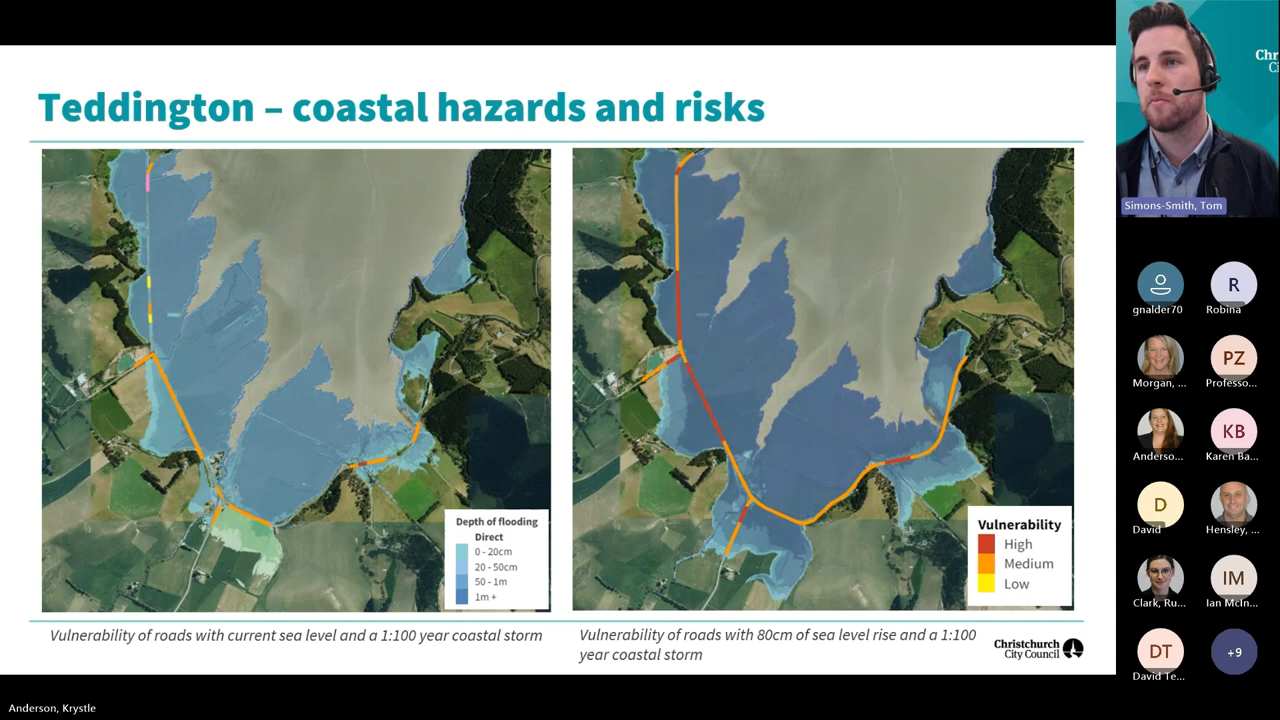 Teddington – coastal hazards and risks
Depth of flooding
Direct
0 - 20cm
20 - 50cm
50 - 1m
1m +
Vulnerability
High
Medium
Low
Vulnerability of roads with current sea level and a 1:100 year coastal storm
Vulnerability of roads with 80cm of sea level rise and a 1:100
year coastal storm
Christchurch
City Council
Chr
Ci
Simons-Smith, Tom
gnalder70
R
Robina
Morgan, ...
PZ
Professo...
Anderso...
KB
Karen Ba...
D
David
Hensley, ...
Clark, Ru...
IM
Ian McIn...
DT
David Te...
+9
Anderson, Krystle